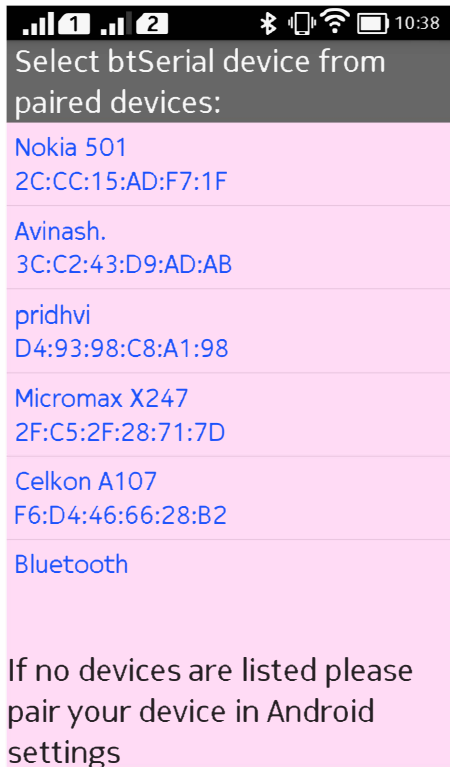 1 2 10:38
Select btSerial device from
paired devices:
Nokia 501
2C:CC:15:AD:F7:1F
Avinash.
3C:C2:43:D9:AD:AB
pridhvi
D4:93:98:C8:A1:98
Micromax X247
2F:C5:2F:28:71:7D
Celkon A107
F6:D4:46:66:28:B2
Bluetooth
If no devices are listed please
pair your device in Android
settings